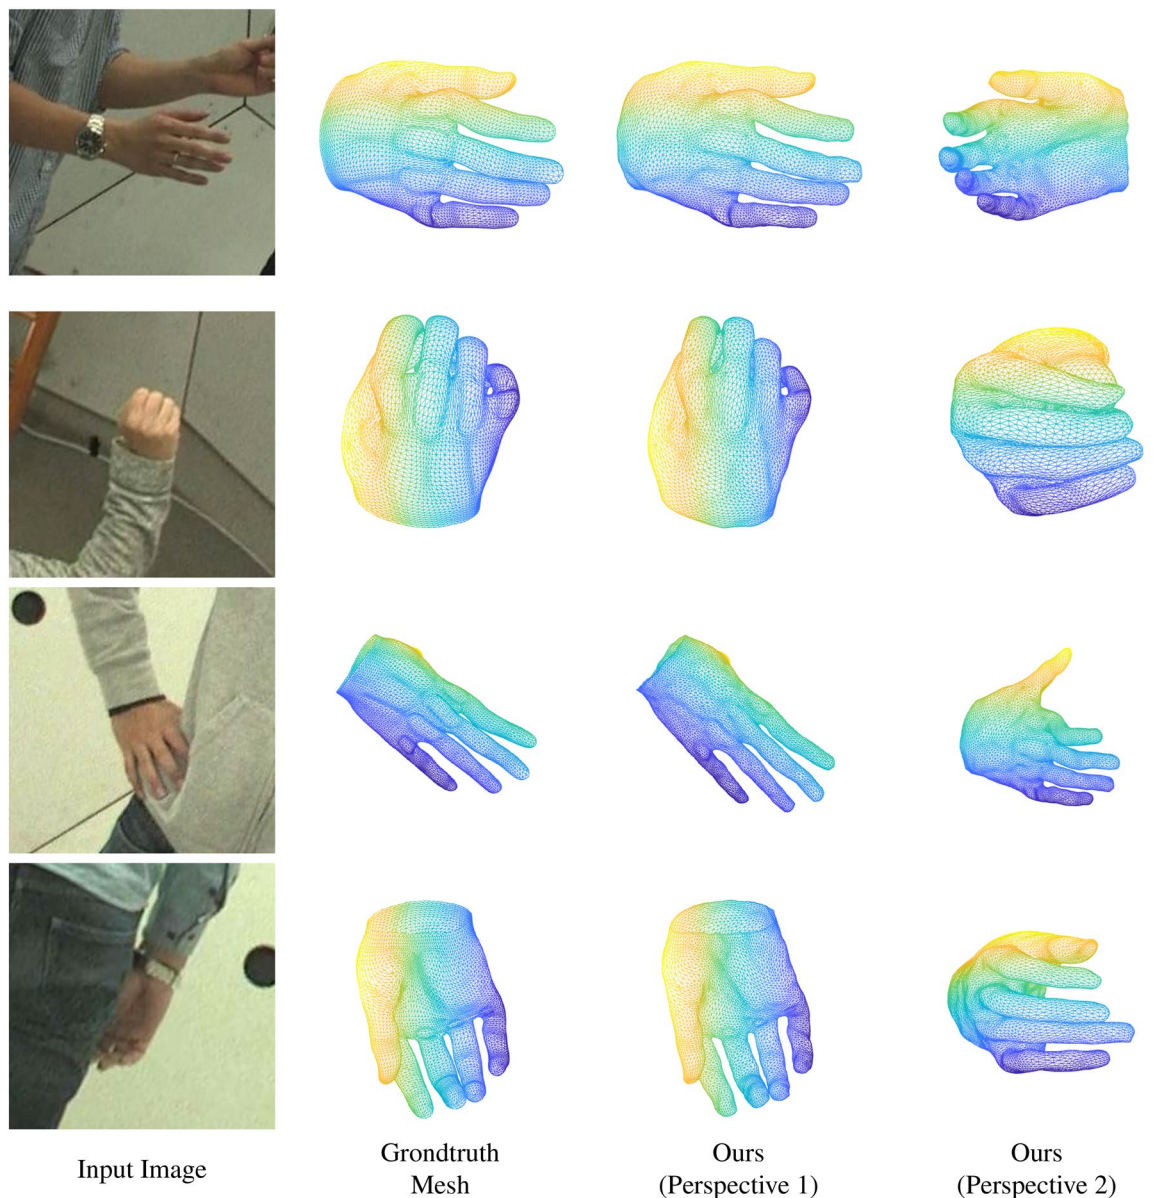 Input Image
Grondtruth
Mesh
Ours
(Perspective 1)
Ours
(Perspective 2)